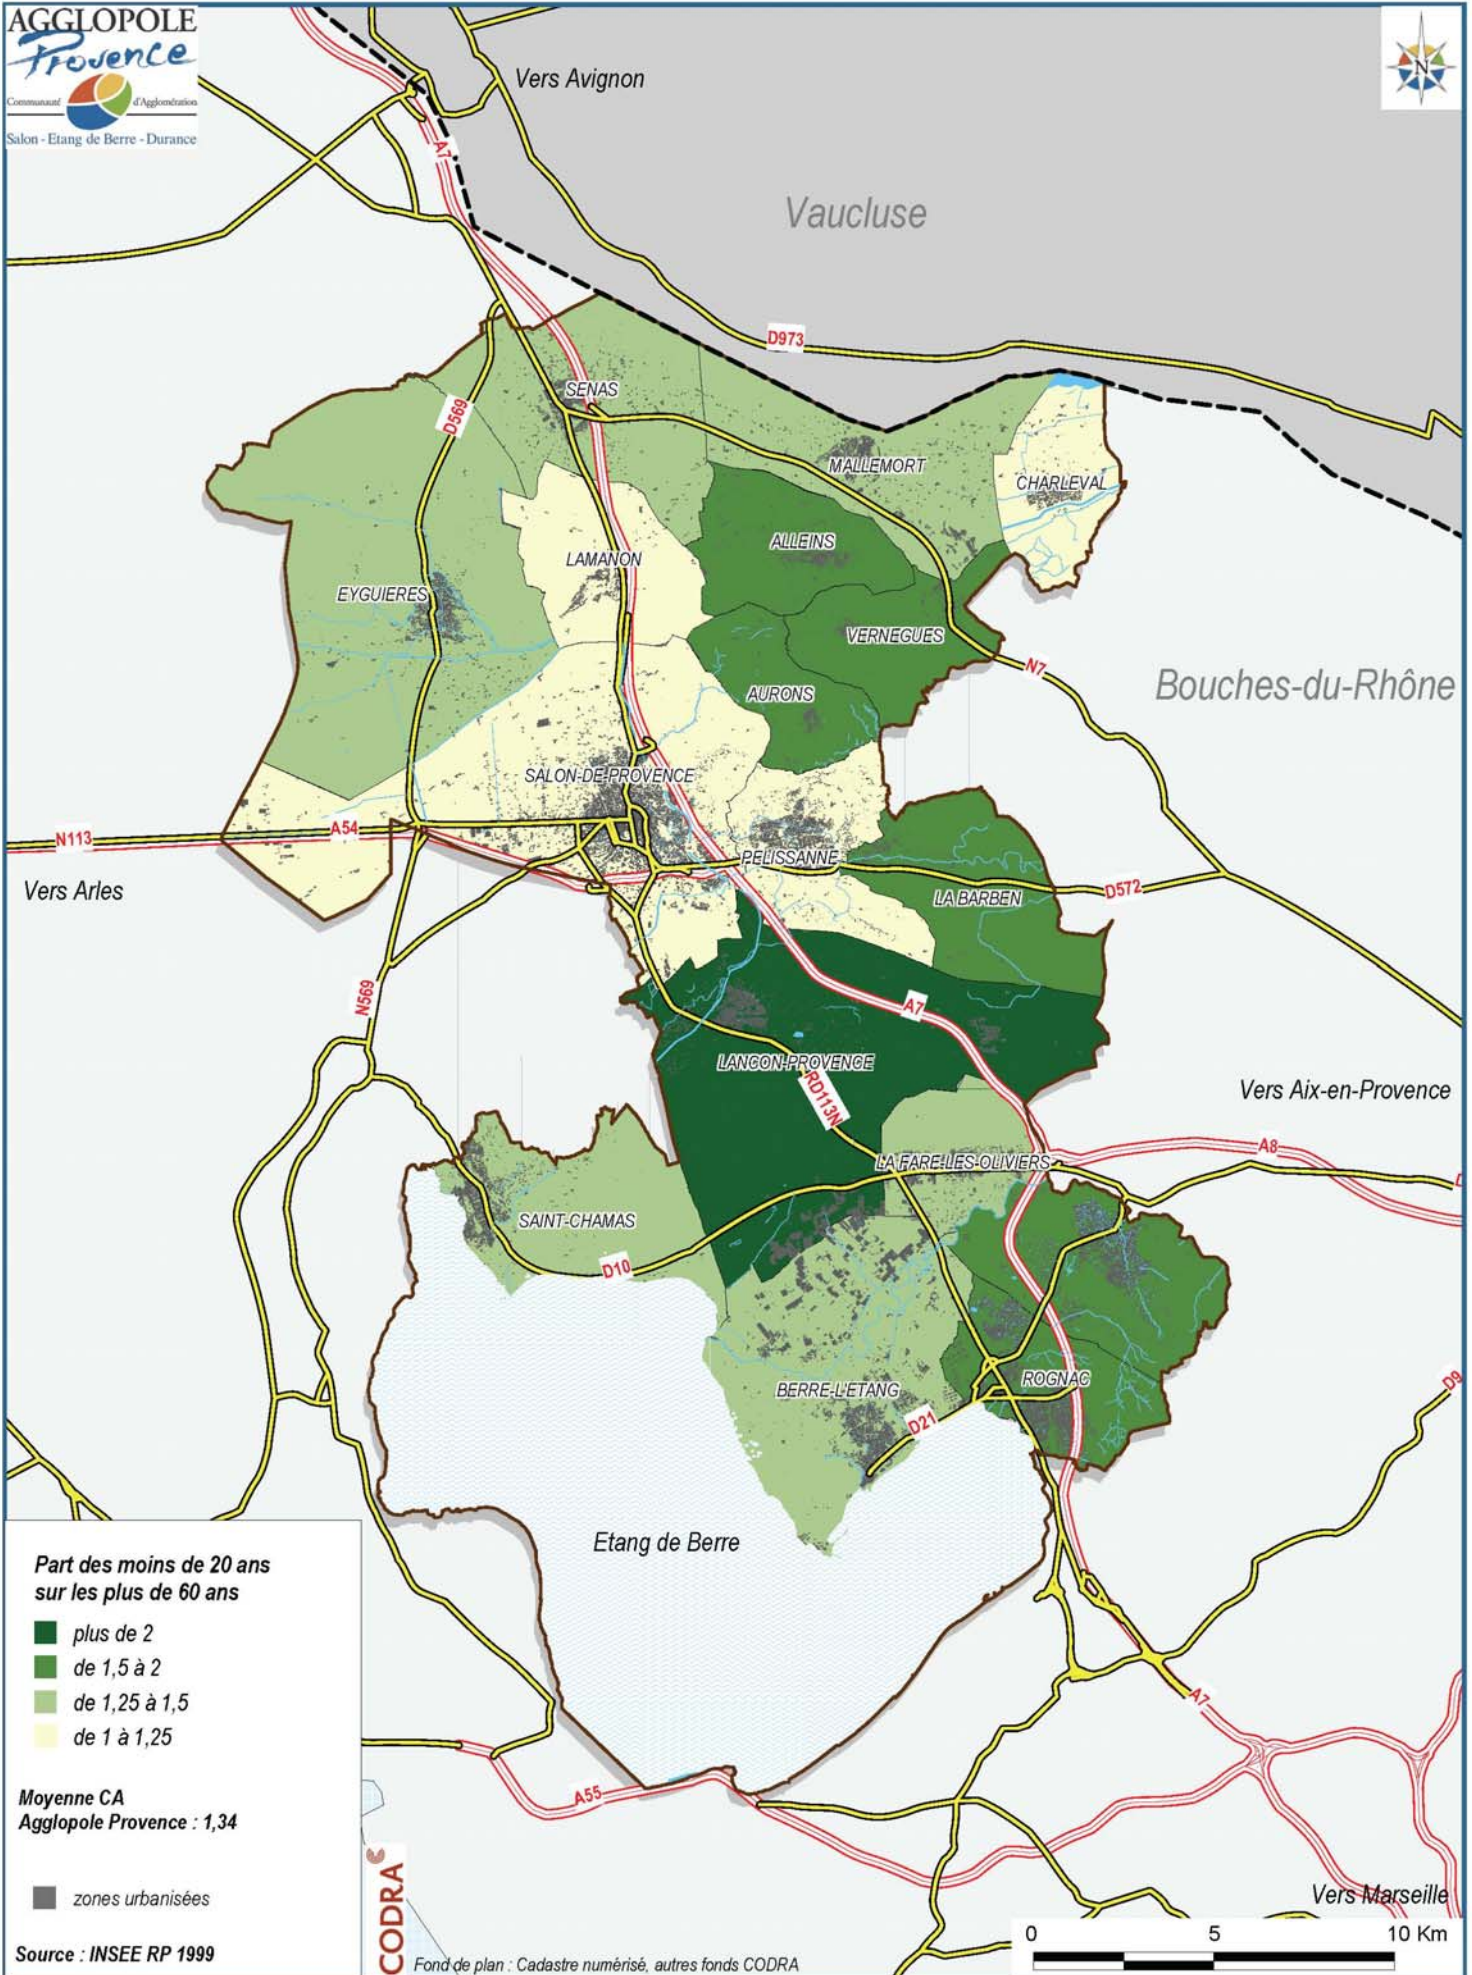 AGGLOPOLE
Provence
Communauté d'Agglomération
Salon - Etang de Berre - Durance
N
Vers Avignon
A7
Vaucluse
D973
SENAS
D569
MALLEMORT
CHARLEVAL
ALLEINS
LAMANON
EYGUIERES
VERNEGUES
N7
AURONS
Bouches-du-Rhône
SALON-DE-PROVENCE
A54
N113
PELISSANNE
Vers Arles
LA BARBEN
D572
N569
A7
LANCON-PROVENCE
RD113N
Vers Aix-en-Provence
A8
LA FARE-LES-OLIVIERS
D
SAINT-CHAMAS
D10
ROGNAC
D9
BERRE-L'ETANG
D21
Etang de Berre
Part des moins de 20 ans
sur les plus de 60 ans
plus de 2
de 1,5 à 2
de 1,25 à 1,5
de 1 à 1,25
A7
Moyenne CA
Agglopole Provence : 1,34
A55
zones urbanisées
Vers Marseille
CODRA
0 5 10 Km
Source : INSEE RP 1999
Fond de plan : Cadastre numérisé, autres fonds CODRA